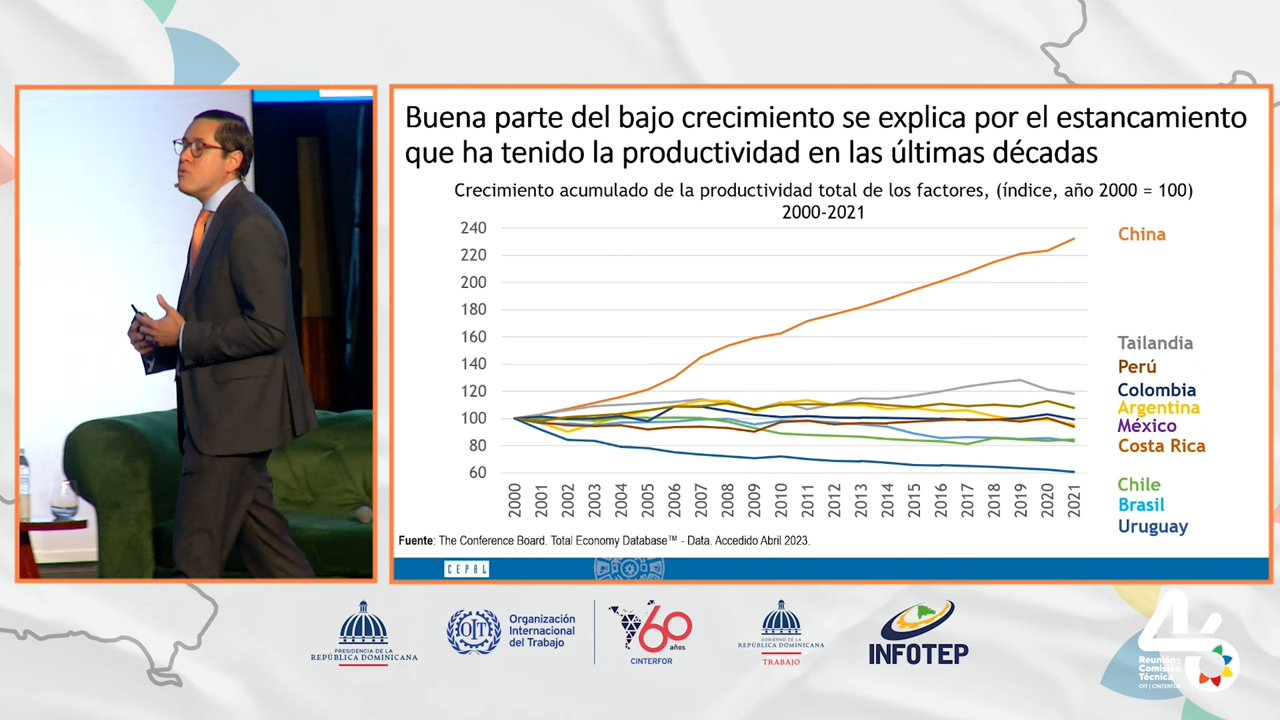 Buena parte del bajo crecimiento se explica por el estancamiento
que ha tenido la productividad en las últimas décadas
Crecimiento acumulado de la productividad total de los factores, (índice, año 2000 = 100)
2000-2021
240
220
200
180
160
140
120
100
80
60
2000
2001
2002
2003
2004
2005
2006
2007
2008
2009
2010
2011
2012
2013
2014
2015
2016
2017
2018
2019
2020
2021
China
Tailandia
Perú
Colombia
Argentina
México
Costa Rica
Chile
Brasil
Uruguay
Fuente: The Conference Board. Total Economy Database™ - Data. Accedido Abril 2023.
CEPAL
PRESIDENCIA DE LA
REPÚBLICA DOMINICANA
OIT
Organización
Internacional
del Trabajo
60
años
CINTERFOR
GOBIERNO DE LA
REPÚBLICA DOMINICANA
TRABAJO
INFOTEP
46
Reunión
Comisión
Técnica
OIT | CINTERFOR